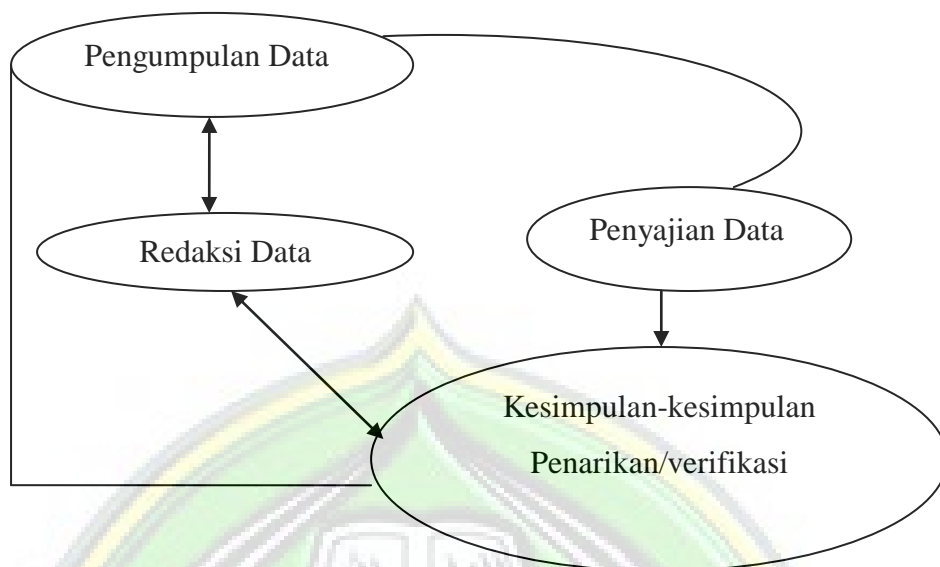 Pengumpulan Data
Redaksi Data
Penyajian Data
Kesimpulan-kesimpulan
Penarikan/verifikasi